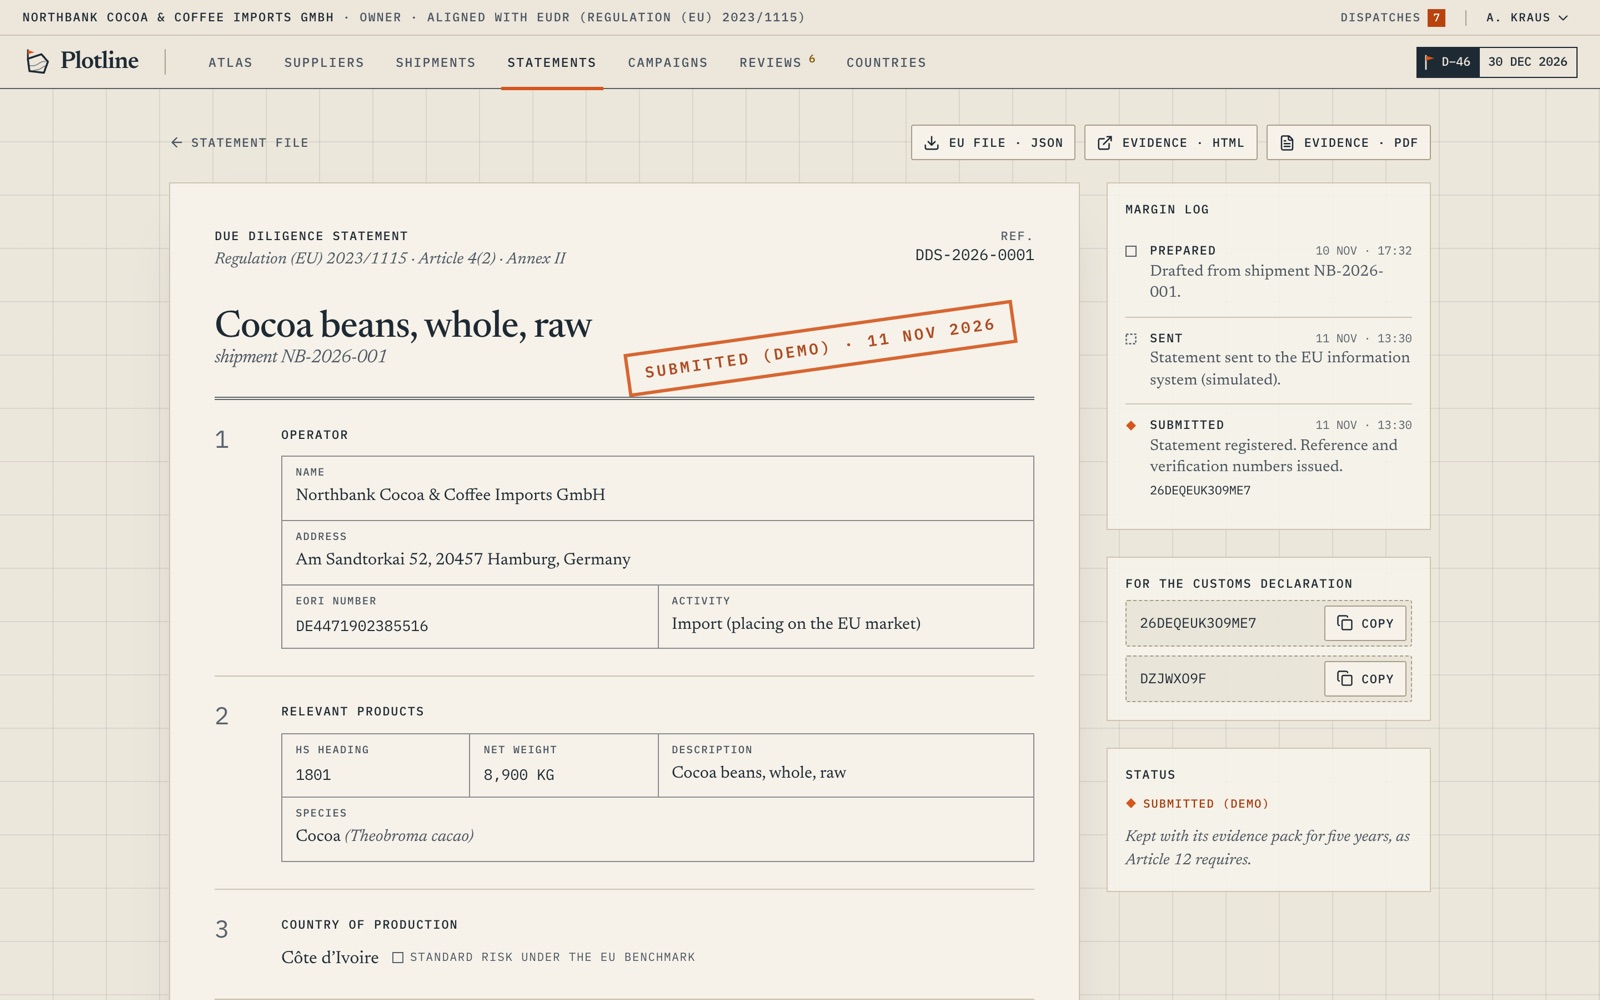 NORTHBANK COCOA & COFFEE IMPORTS GMBH · OWNER · ALIGNED WITH EUDR (REGULATION (EU) 2023/1115)
DISPATCHES 7
A. KRAUS
Plotline
ATLAS SUPPLIERS SHIPMENTS STATEMENTS CAMPAIGNS REVIEWS 6 COUNTRIES
D-46 30 DEC 2026
← STATEMENT FILE
EU FILE · JSON
EVIDENCE · HTML
EVIDENCE · PDF
DUE DILIGENCE STATEMENT
Regulation (EU) 2023/1115 · Article 4(2) · Annex II
REF.
DDS-2026-0001
Cocoa beans, whole, raw
shipment NB-2026-001
SUBMITTED (DEMO) · 11 NOV 2026
1
OPERATOR
NAME
Northbank Cocoa & Coffee Imports GmbH
ADDRESS
Am Sandtorkai 52, 20457 Hamburg, Germany
EORI NUMBER
DE4471902385516
ACTIVITY
Import (placing on the EU market)
2
RELEVANT PRODUCTS
HS HEADING
1801
NET WEIGHT
8,900 KG
DESCRIPTION
Cocoa beans, whole, raw
SPECIES
Cocoa (Theobroma cacao)
3
COUNTRY OF PRODUCTION
Côte d’Ivoire
STANDARD RISK UNDER THE EU BENCHMARK
MARGIN LOG
PREPARED 10 NOV · 17:32
Drafted from shipment NB-2026-
001.
SENT 11 NOV · 13:30
Statement sent to the EU information
system (simulated).
SUBMITTED 11 NOV · 13:30
Statement registered. Reference and
verification numbers issued.
26DEQEUK3O9ME7
FOR THE CUSTOMS DECLARATION
26DEQEUK3O9ME7 COPY
DZJWXO9F COPY
STATUS
SUBMITTED (DEMO)
Kept with its evidence pack for five years, as
Article 12 requires.